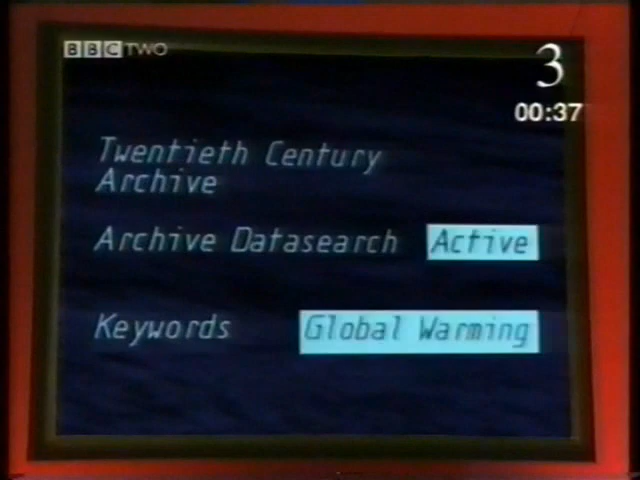 BBC TWO
3
00:37
Twentieth Century
Archive
Archive Datasearch Active
Keywords Global Warming